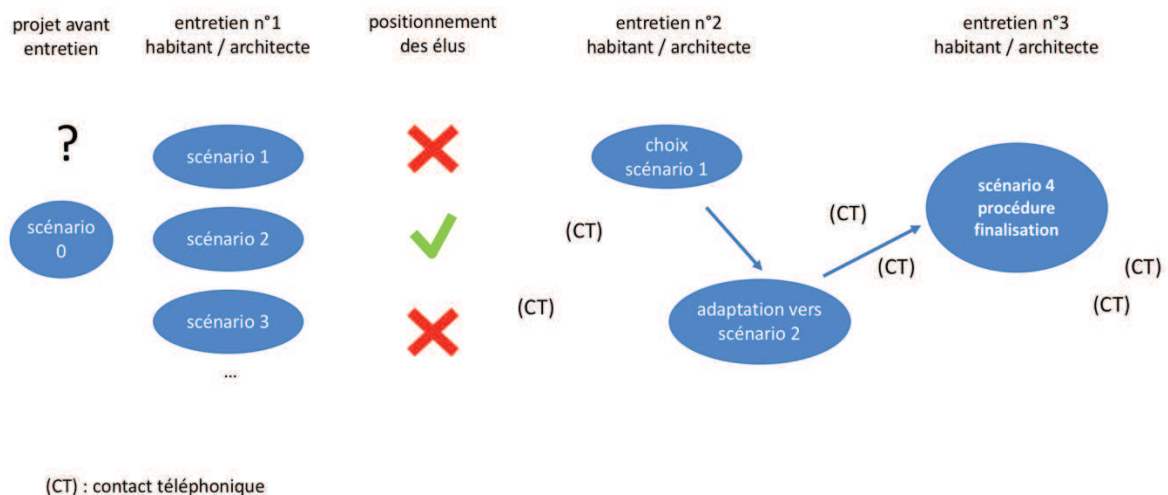 projet avant
entretien
entretien n°1
habitant / architecte
positionnement
des élus
entretien n°2
habitant / architecte
entretien n°3
habitant / architecte
?
scénario
0
scénario 1
scénario 2
scénario 3
...
choix
scénario 1
(CT)
(CT)
adaptation vers
scénario 2
(CT)
(CT)
scénario 4
procédure
finalisation
(CT)
(CT)
(CT) : contact téléphonique